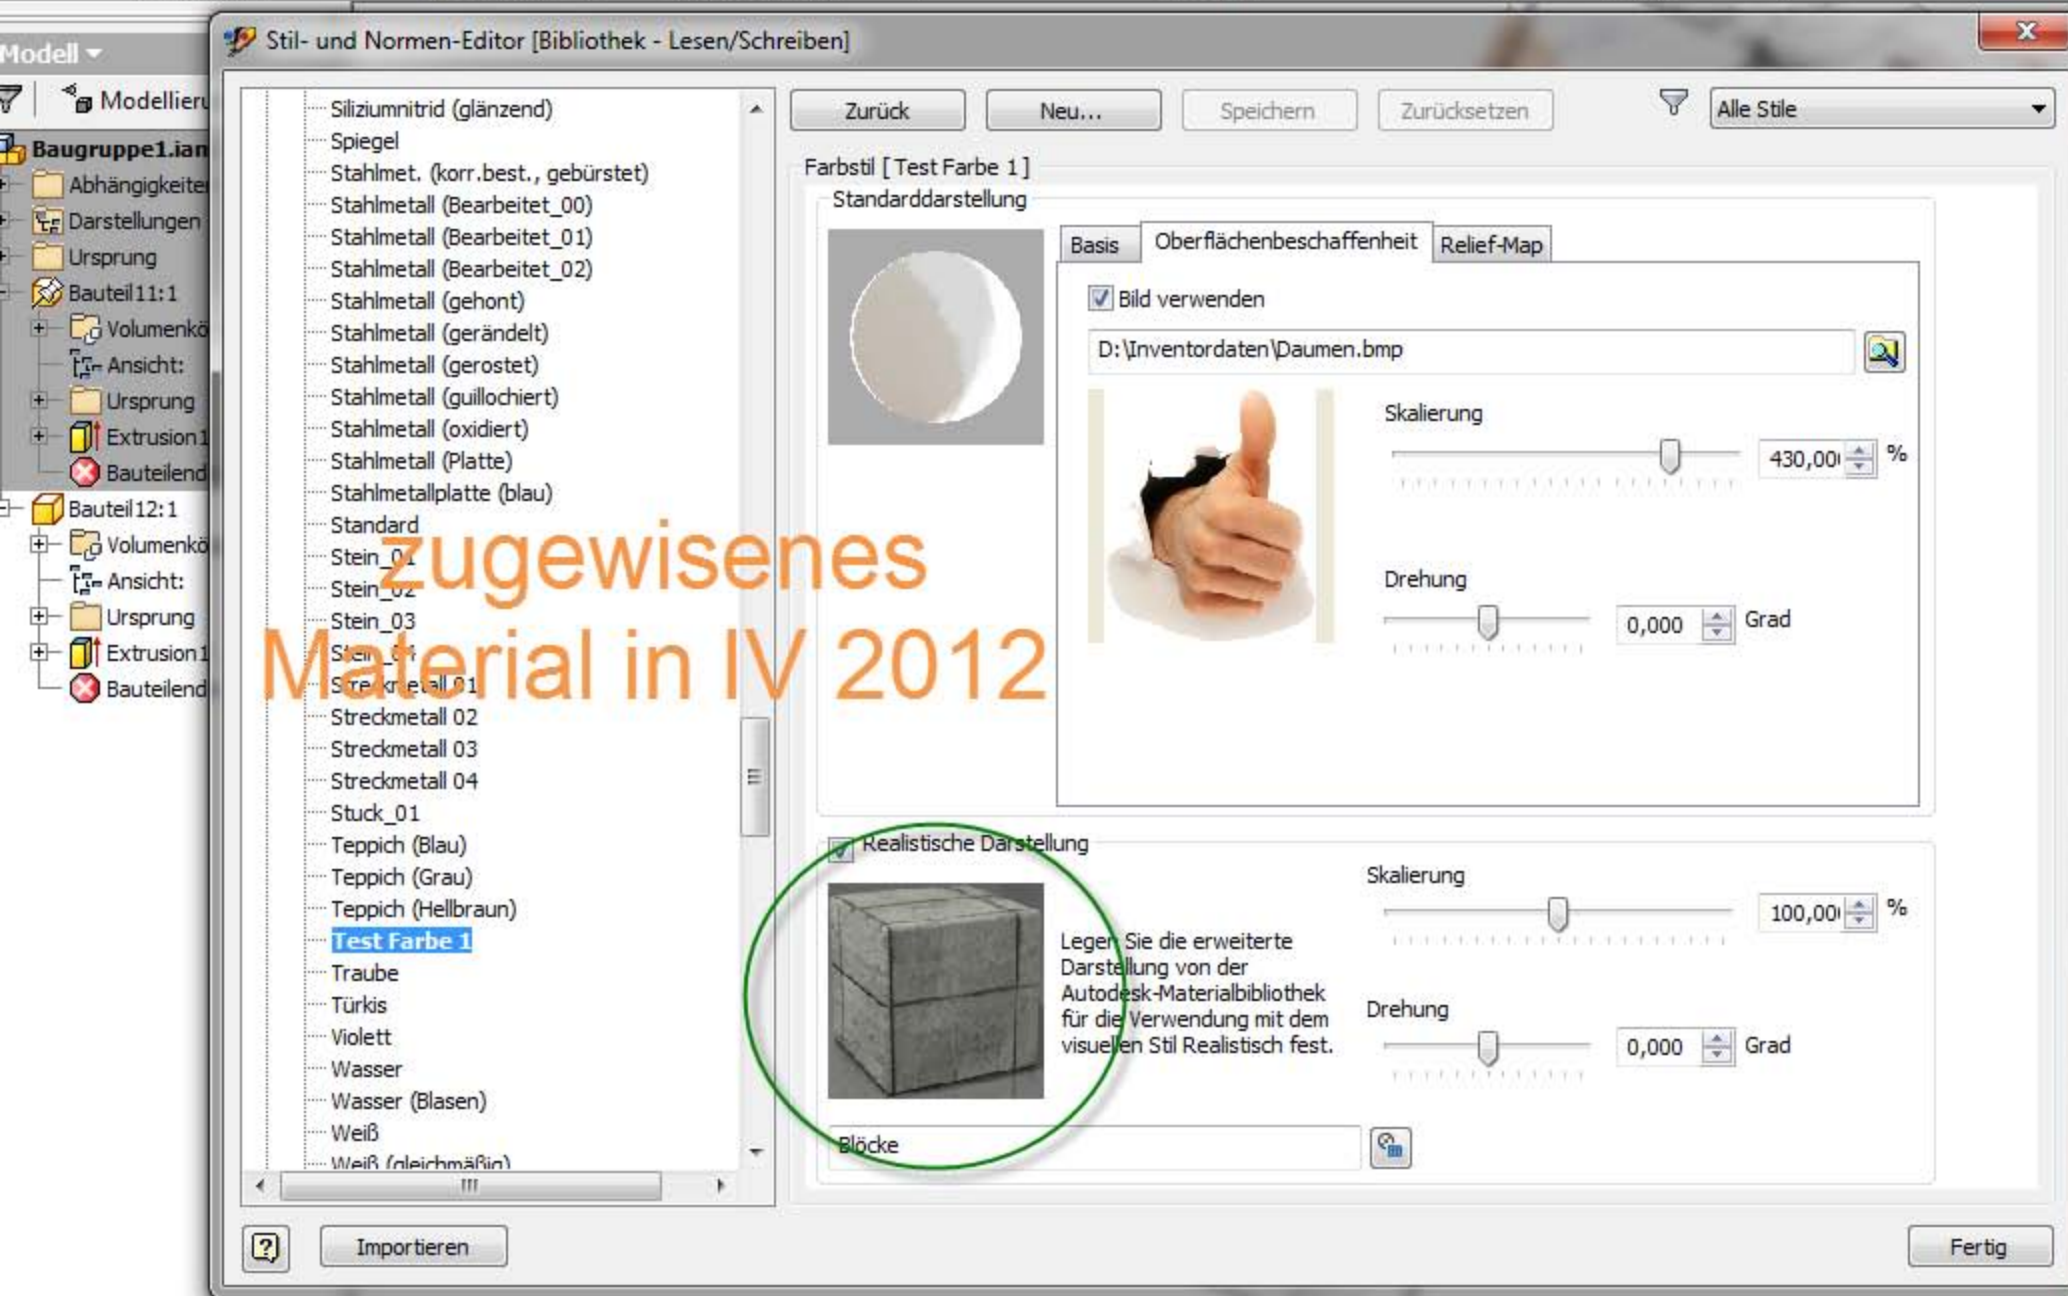 Stil- und Normen-Editor [Bibliothek - Lesen/Schreiben]
Modell
Modellieru
Baugruppe1.iam
Abhängigkeite
Darstellungen
Ursprung
Bauteil11:1
Volumenkö
Ansicht:
Ursprung
Extrusion1
Bauteilend
Bauteil12:1
Volumenkö
Ansicht:
Ursprung
Extrusion1
Bauteilend
Siliziumnitrid (glänzend)
Spiegel
Stahlmet. (korr.best., gebürstet)
Stahlmetall (Bearbeitet_00)
Stahlmetall (Bearbeitet_01)
Stahlmetall (Bearbeitet_02)
Stahlmetall (gehont)
Stahlmetall (gerändelt)
Stahlmetall (gerostet)
Stahlmetall (guillochiert)
Stahlmetall (oxidiert)
Stahlmetall (Platte)
Stahlmetallplatte (blau)
Standard
Stein_01
Stein_02
Stein_03
Stein_04
Streckmetall 01
Streckmetall 02
Streckmetall 03
Streckmetall 04
Stuck_01
Teppich (Blau)
Teppich (Grau)
Teppich (Hellbraun)
Test Farbe 1
Traube
Türkis
Violett
Wasser
Wasser (Blasen)
Weiß
Weiß (gleichmäßig)
zugewisenes
Material in IV 2012
Zurück Neu... Speichern Zurücksetzen Alle Stile
Farbstil [Test Farbe 1]
Standarddarstellung
Basis Oberflächenbeschaffenheit Relief-Map
Bild verwenden
D:\Inventordaten\Daumen.bmp
Skalierung
430,00 %
Drehung
0,000 Grad
Realistische Darstellung
Legen Sie die erweiterte
Darstellung von der
Autodesk-Materialbibliothek
für die Verwendung mit dem
visuellen Stil Realistisch fest.
Skalierung
100,00 %
Drehung
0,000 Grad
Blöcke
Importieren
Fertig